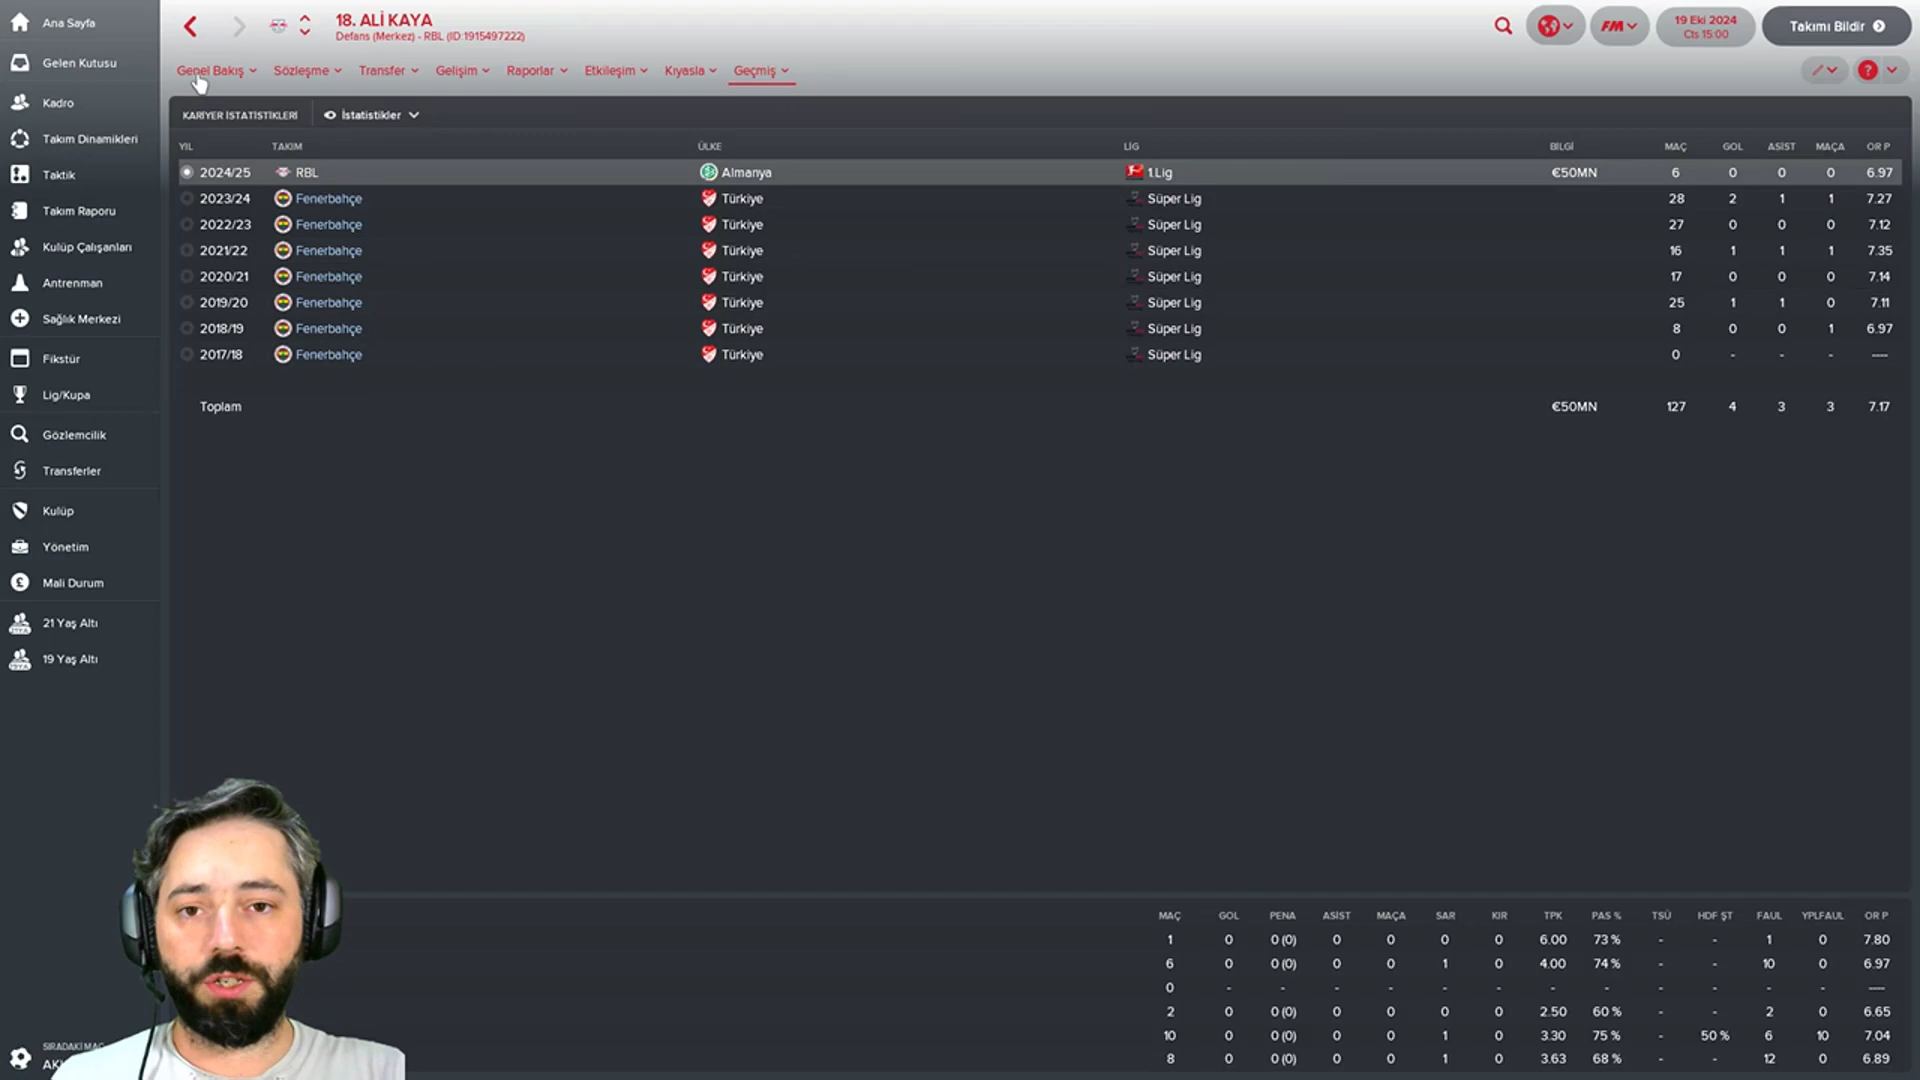 Ana Sayfa
Gelen Kutusu
Kadro
Takım Dinamikleri
Taktik
Takım Raporu
Kulüp Çalışanları
Antrenman
Sağlık Merkezi
Fikstür
Lig/Kupa
Gözlemcilik
Transferler
Kulüp
Yönetim
Mali Durum
21 Yaş Altı
19 Yaş Altı
SIRADAKİ MAÇ
18. ALİ KAYA
Defans (Merkez) - RBL (ID:1915497222)
FM
19 Eki 2024
Cts 15:00
Takımı Bildir
Genel Bakış Sözleşme Transfer Gelişim Raporlar Etkileşim Kıyasla Geçmiş
KARİYER İSTATİSTİKLERİ İstatistikler
YIL TAKIM ÜLKE LİG BİLGİ MAÇ GOL ASİST MAÇA OR P
2024/25 RBL Almanya 1.Lig €50MN 6 0 0 0 6.97
2023/24 Fenerbahçe Türkiye Süper Lig 28 2 1 1 7.27
2022/23 Fenerbahçe Türkiye Süper Lig 27 0 0 0 7.12
2021/22 Fenerbahçe Türkiye Süper Lig 16 1 1 1 7.35
2020/21 Fenerbahçe Türkiye Süper Lig 17 0 0 0 7.14
2019/20 Fenerbahçe Türkiye Süper Lig 25 1 1 0 7.11
2018/19 Fenerbahçe Türkiye Süper Lig 8 0 0 1 6.97
2017/18 Fenerbahçe Türkiye Süper Lig 0 - - - ----
Toplam €50MN 127 4 3 3 7.17
MAÇ GOL PENA ASİST MAÇA SAR KIR TPK PAS % TSÜ HDF ŞT FAUL YPLFAUL OR P
1 0 0 (0) 0 0 0 0 6.00 73 % - - 1 0 7.80
6 0 0 (0) 0 0 1 0 4.00 74 % - - 10 0 6.97
0 - - - - - - - - - - - - ----
2 0 0 (0) 0 0 0 0 2.50 60 % - - 2 0 6.65
10 0 0 (0) 0 0 1 0 3.30 75 % - 50 % 6 10 7.04
8 0 0 (0) 0 0 1 0 3.63 68 % - - 12 0 6.89